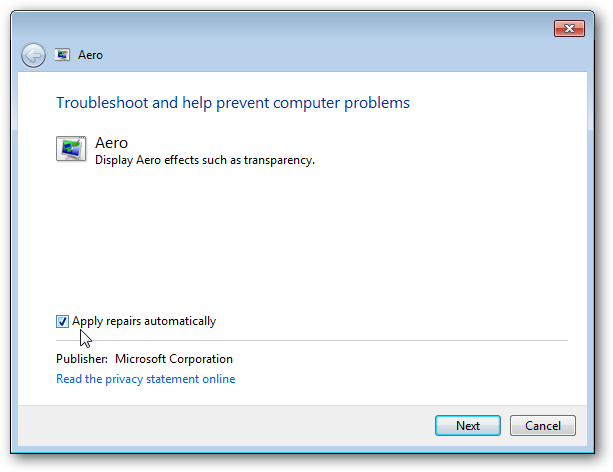 Aero
Troubleshoot and help prevent computer problems
Aero
Display Aero effects such as transparency.
Apply repairs automatically
Publisher: Microsoft Corporation
Read the privacy statement online
Next Cancel